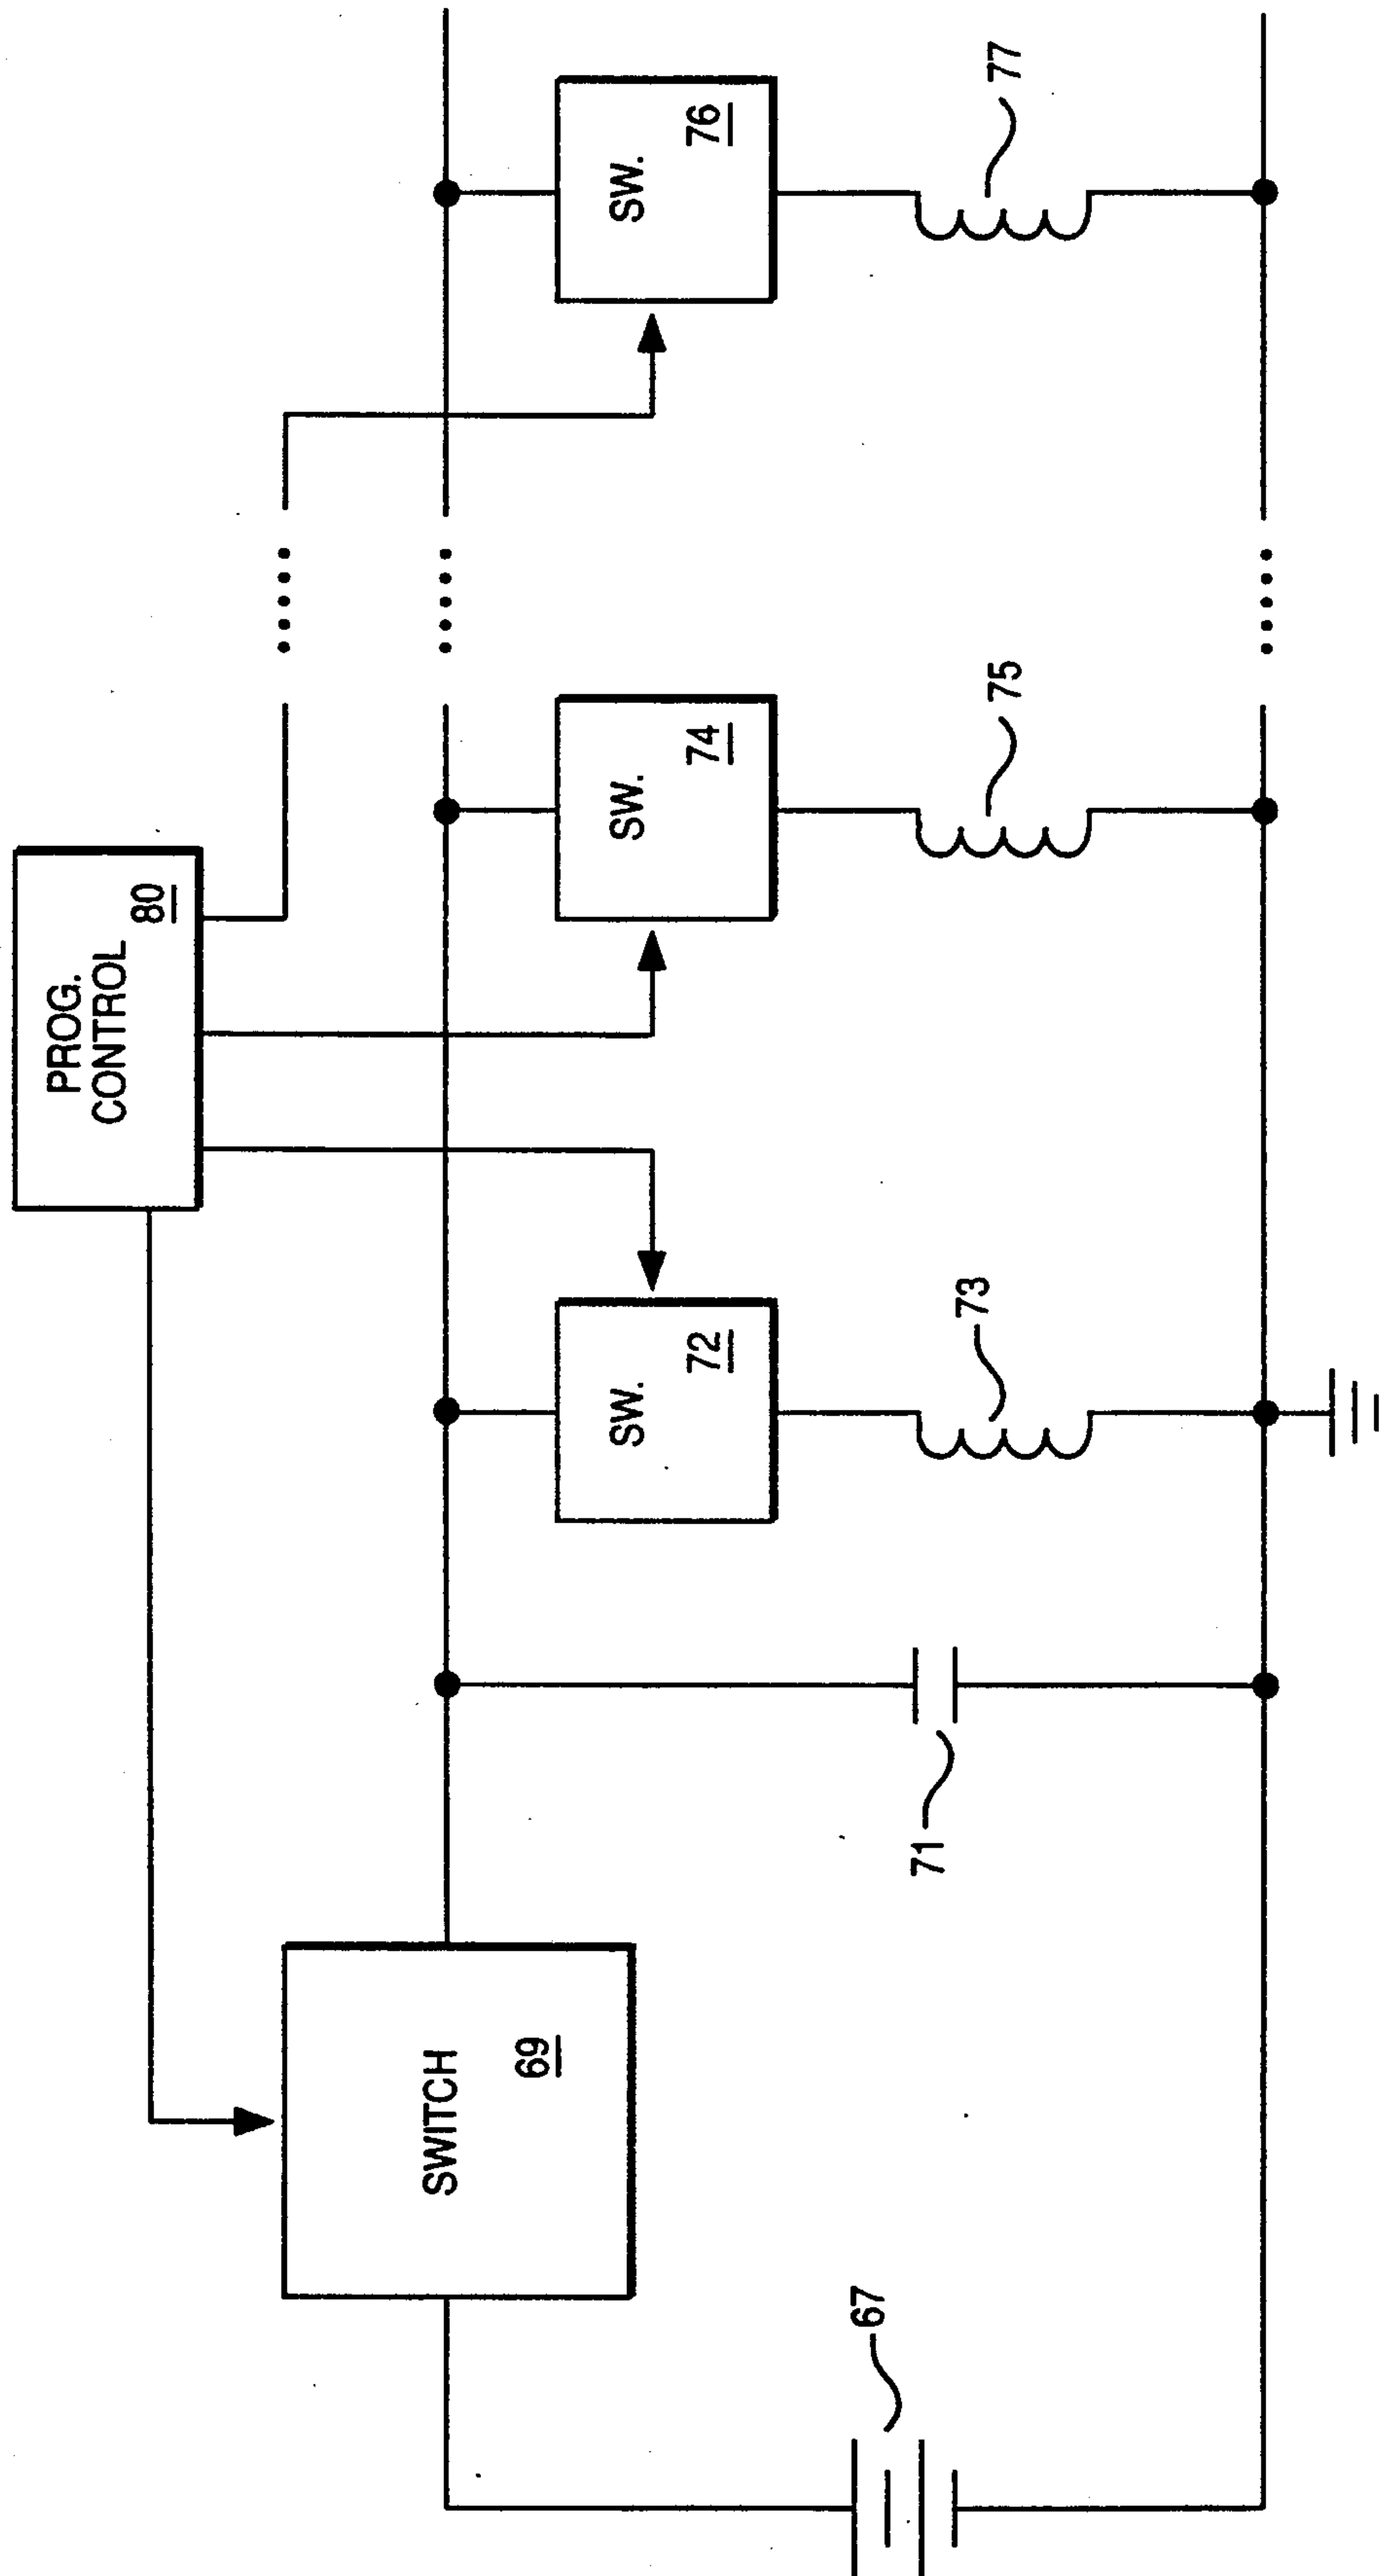 PROG.
CONTROL
80
SWITCH
69
SW.
72
SW.
74
SW.
76
67
71
73
75
77